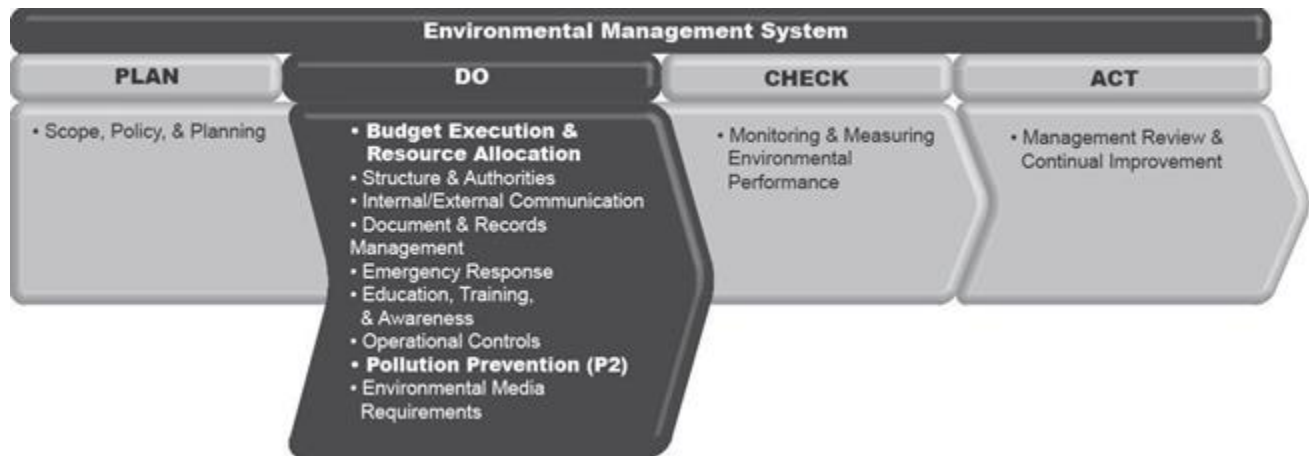 Environmental Management System
PLAN
DO
CHECK
ACT
• Scope, Policy, & Planning
• Budget Execution &
Resource Allocation
• Structure & Authorities
• Internal/External Communication
• Document & Records
Management
• Emergency Response
• Education, Training,
& Awareness
• Operational Controls
• Pollution Prevention (P2)
• Environmental Media
Requirements
• Monitoring & Measuring
Environmental
Performance
• Management Review &
Continual Improvement